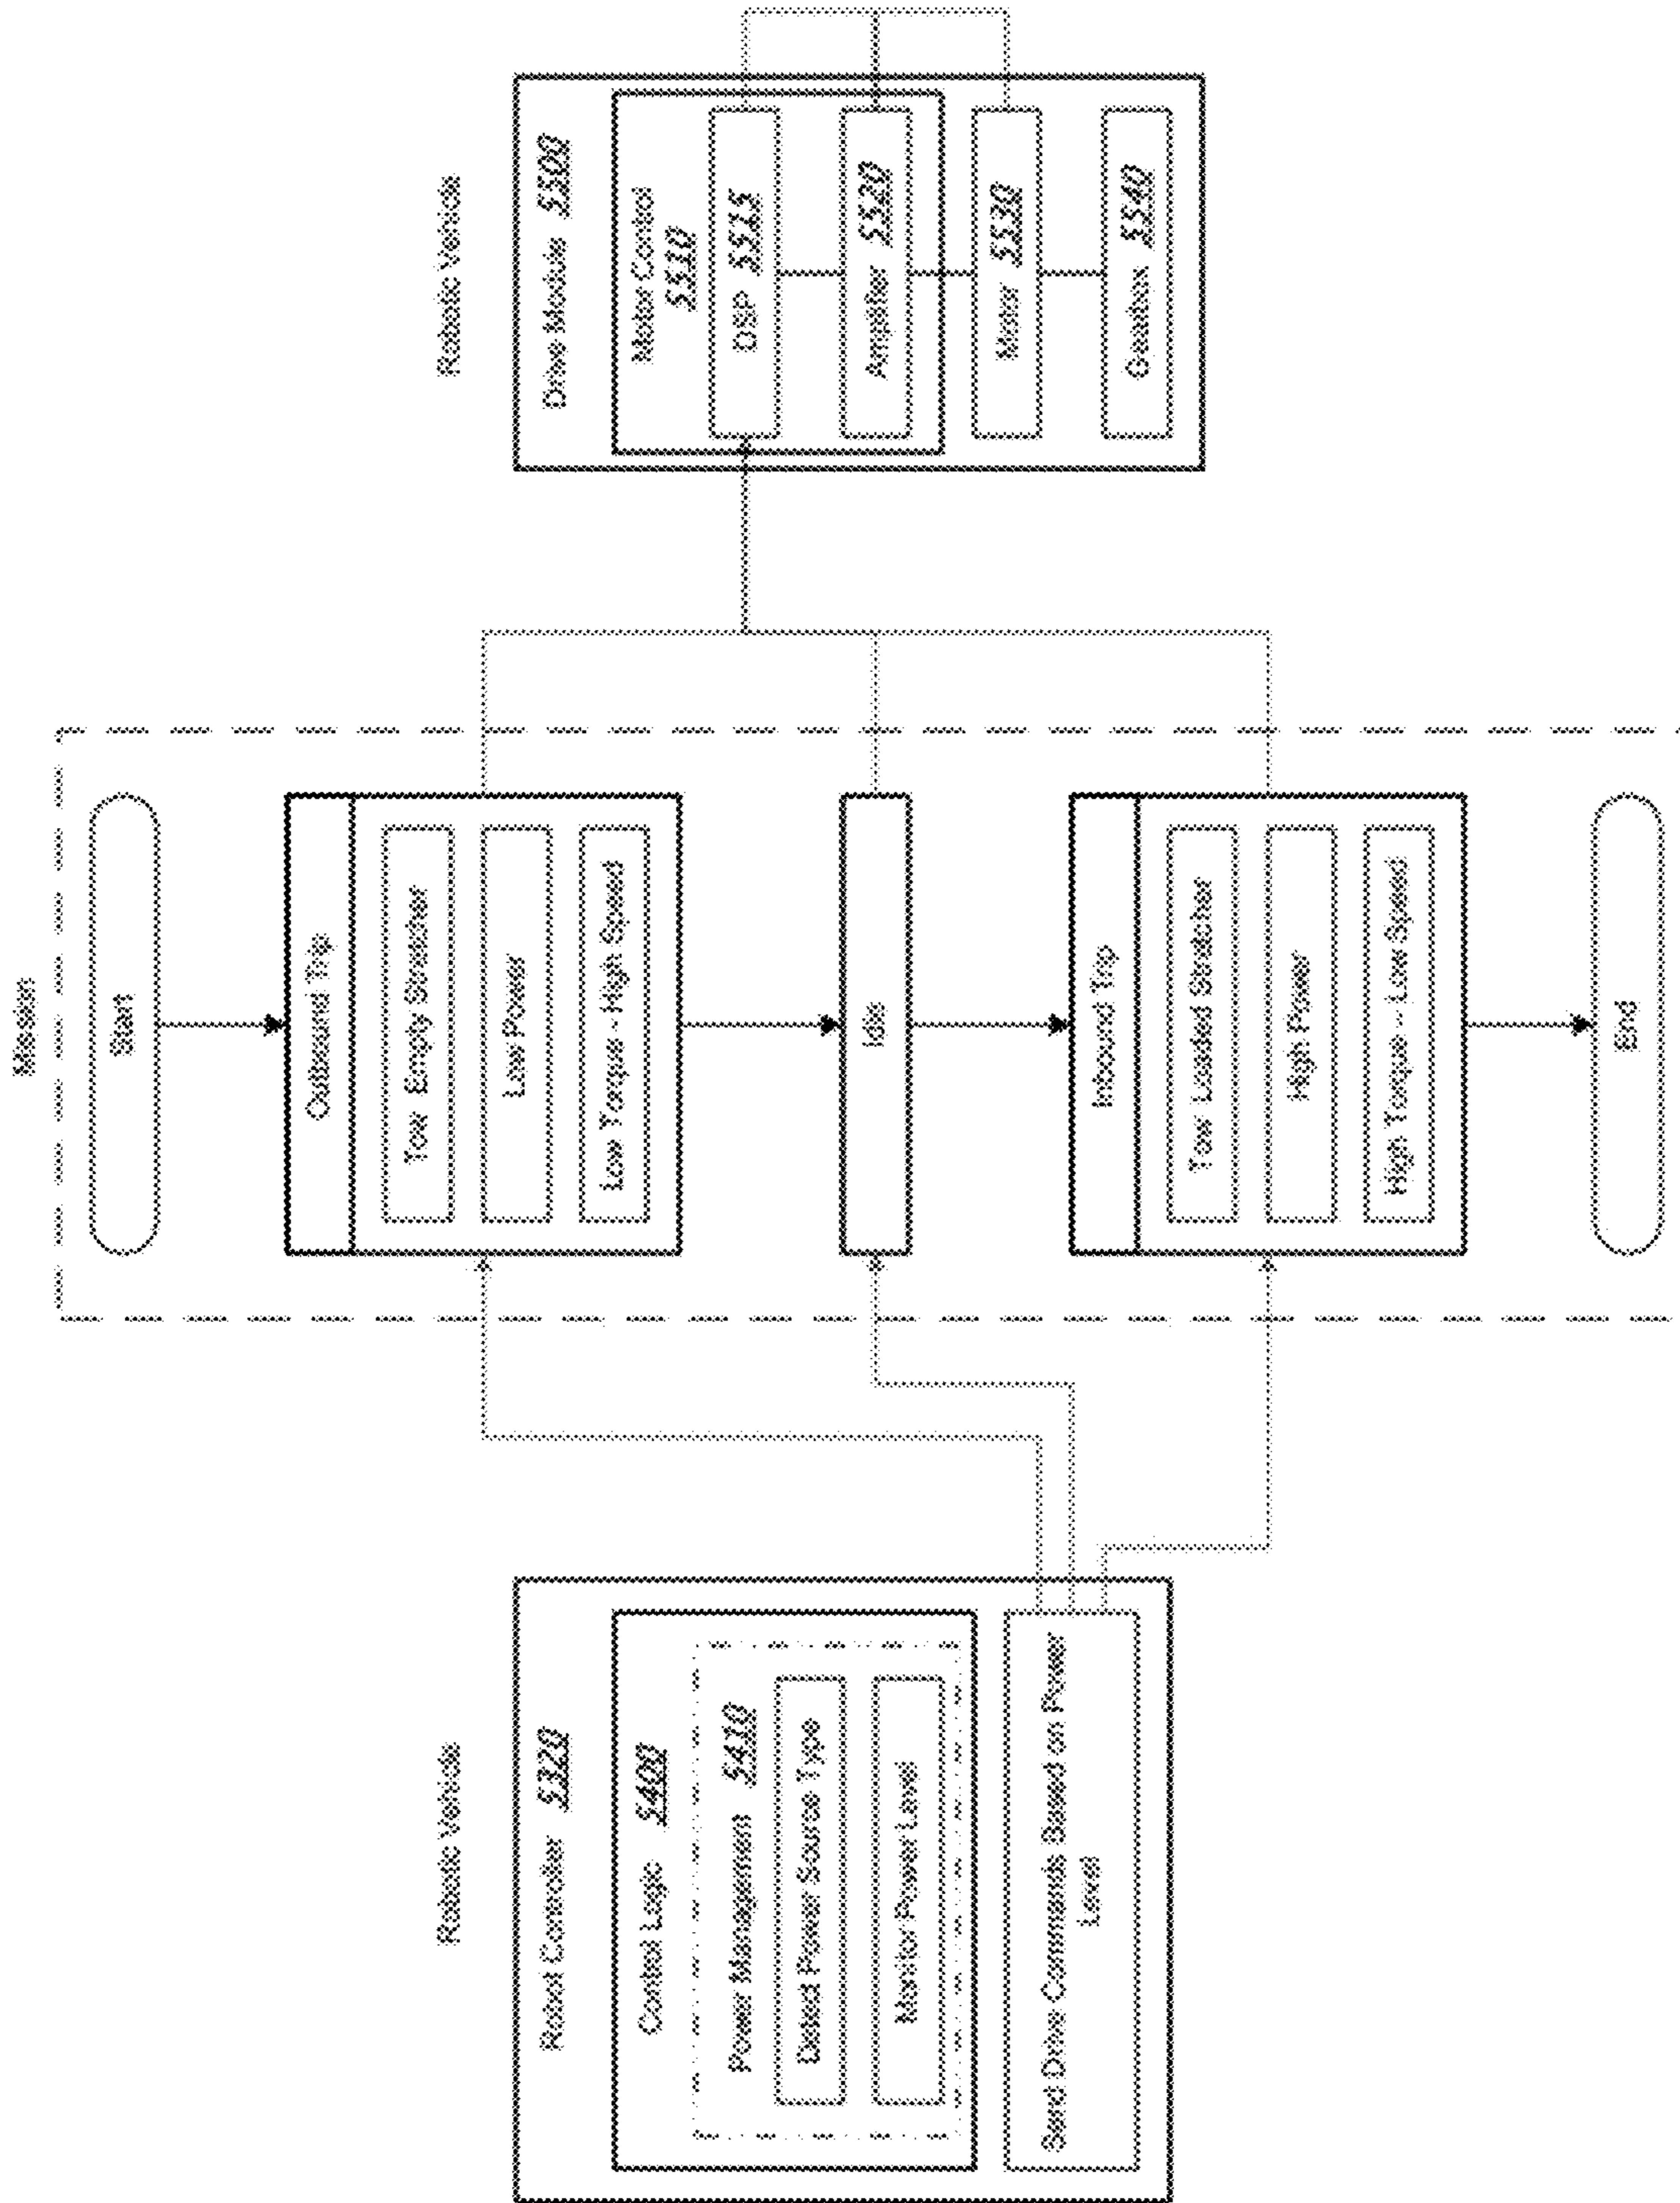 Robotic Vehicle
Robot Controller 5320
Control Logic 5400
Power Management 5410
Detect Power Source Type
Monitor Power Level
Send Drive Commands Based on Power
Level
Mission
Start
Outbound Trip
Tow Empty Stretcher
Low Power
Low Torque - High Speed
Idle
Inbound Trip
Tow Loaded Stretcher
High Power
High Torque - Low Speed
End
Robotic Vehicle
Drive Module 5500
Motor Control
5510
DSP 5515
Amplifier 5520
Motor 5530
Gearbox 5540